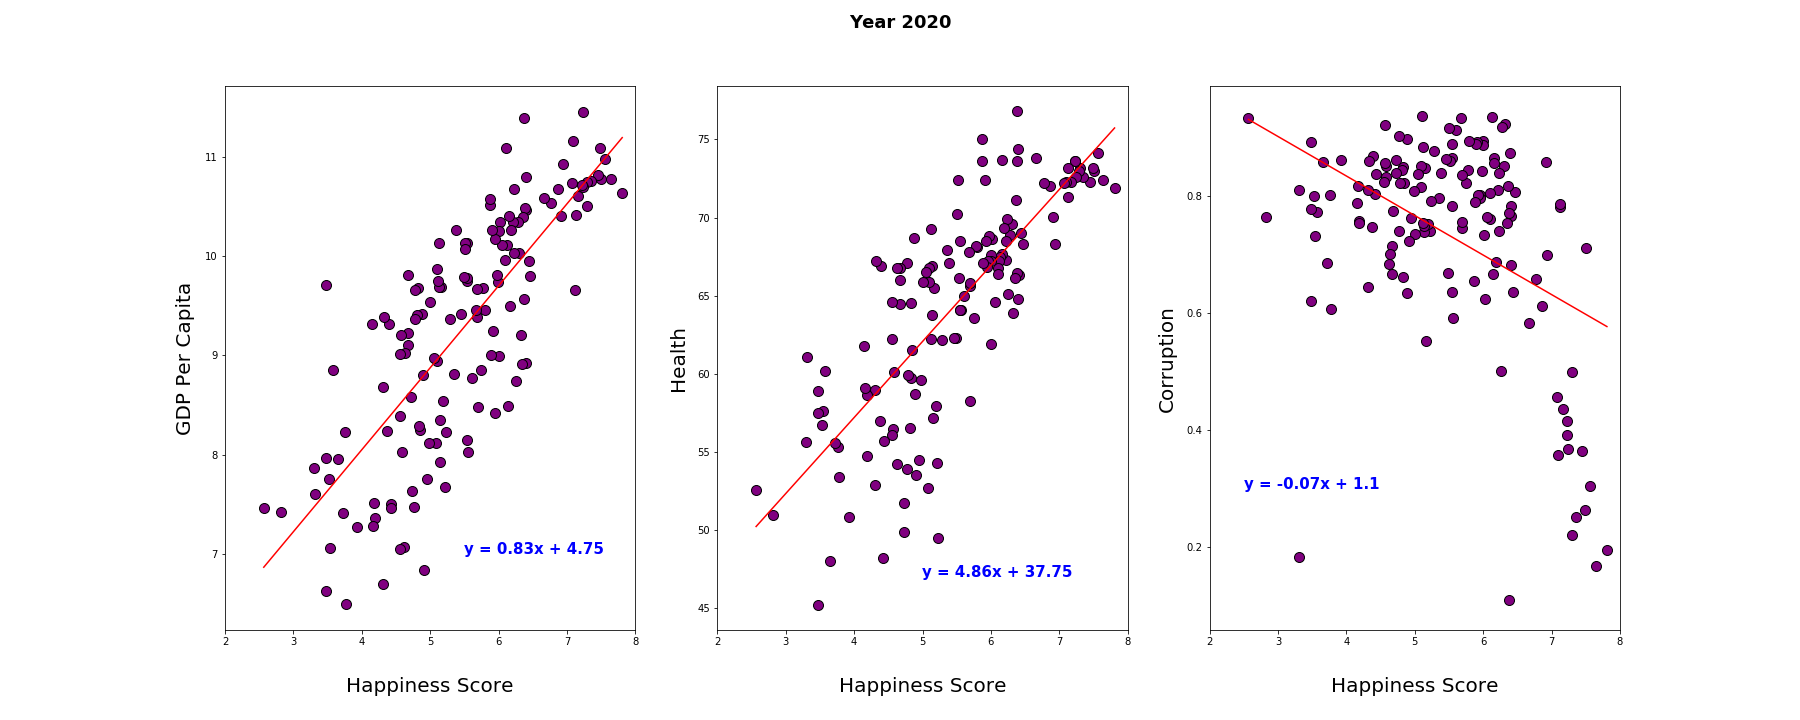 Year 2020
GDP Per Capita
11
10
9
8
7
y = 0.83x + 4.75
2 3 4 5 6 7 8
Happiness Score
Health
75
70
65
60
55
50
45
y = 4.86x + 37.75
2 3 4 5 6 7 8
Happiness Score
Corruption
0.8
0.6
0.4
0.2
y = -0.07x + 1.1
2 3 4 5 6 7 8
Happiness Score